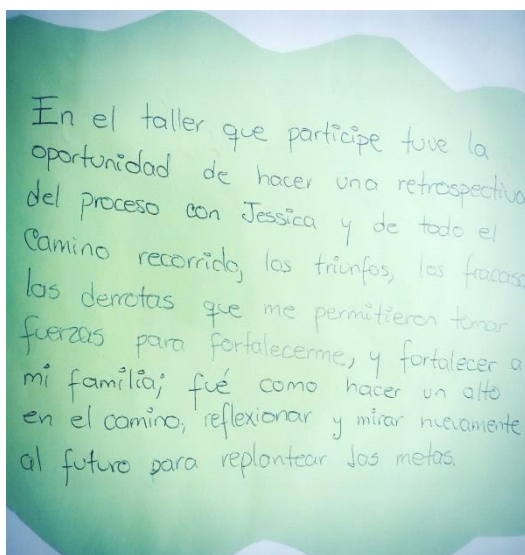 En el taller que participe tuve la
oportunidad de hacer una retrospectiva
del proceso con Jessica y de todo el
Camino recorrido, los triunfos, los fracaso
las derrotas que me permitieron tomar
fuerzas para fortalecerme, y fortalecer a
mi familia; fué como hacer un alto
en el camino, reflexionar y mirar nuevamente
al futuro para replantear las metas.